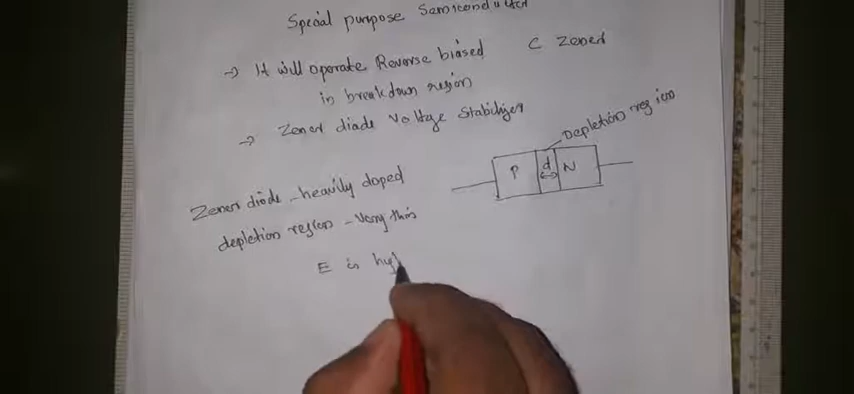 Special purpose Semiconductor
→ It will operate Reverse biased
in breakdown region
C Zener
→ Zener diode Voltage Stabilizer
Depletion region
P d N
Zener diode - heavily doped
depletion region - Very thin
E is